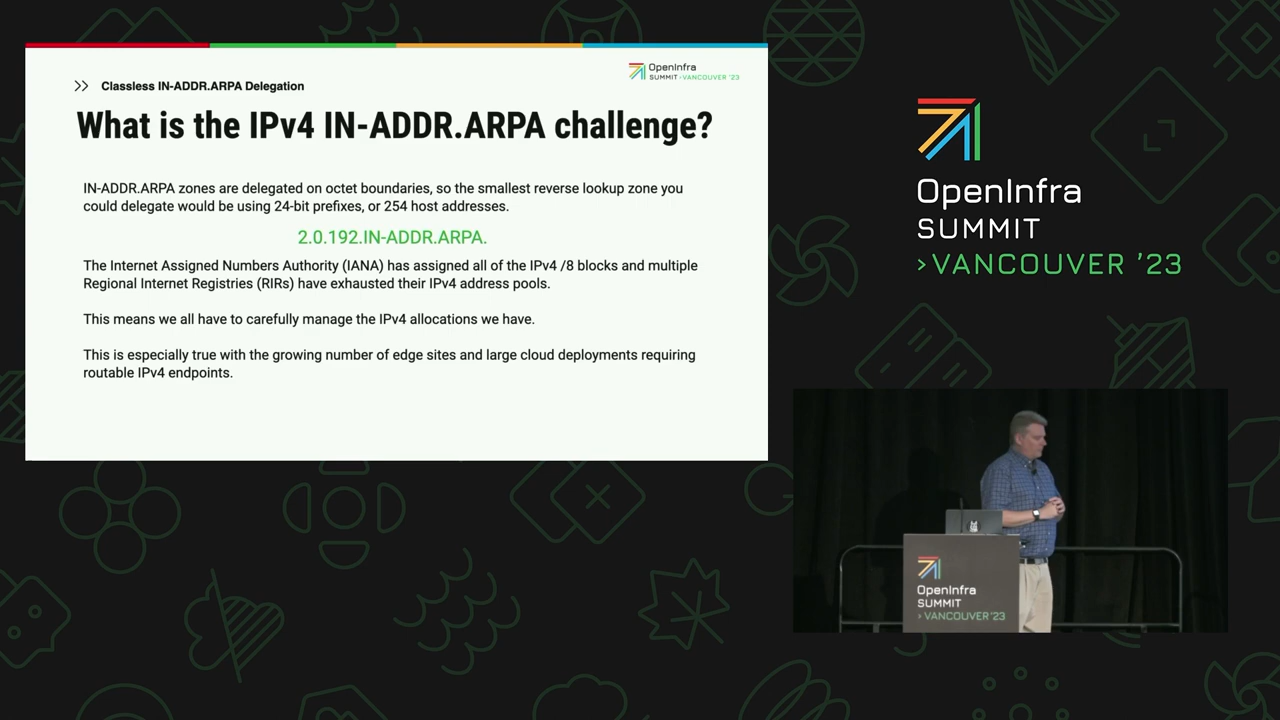 Classless IN-ADDR.ARPA Delegation
OpenInfra
SUMMIT >VANCOUVER '23
What is the IPv4 IN-ADDR.ARPA challenge?
IN-ADDR.ARPA zones are delegated on octet boundaries, so the smallest reverse lookup zone you
could delegate would be using 24-bit prefixes, or 254 host addresses.
2.0.192.IN-ADDR.ARPA.
The Internet Assigned Numbers Authority (IANA) has assigned all of the IPv4 /8 blocks and multiple
Regional Internet Registries (RIRs) have exhausted their IPv4 address pools.
This means we all have to carefully manage the IPv4 allocations we have.
This is especially true with the growing number of edge sites and large cloud deployments requiring
routable IPv4 endpoints.
OpenInfra
SUMMIT
>VANCOUVER '23
OpenInfra
SUMMIT
>VANCOUVER '23